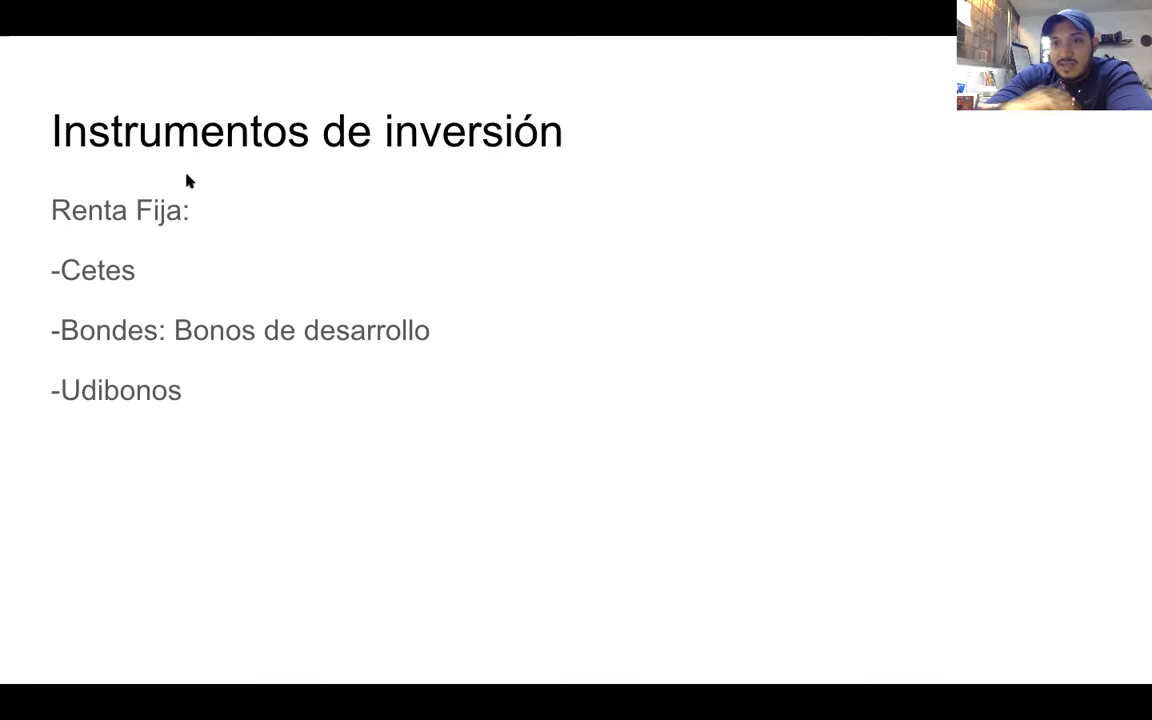 Instrumentos de inversión
Renta Fija:
-Cetes
-Bondes: Bonos de desarrollo
-Udibonos